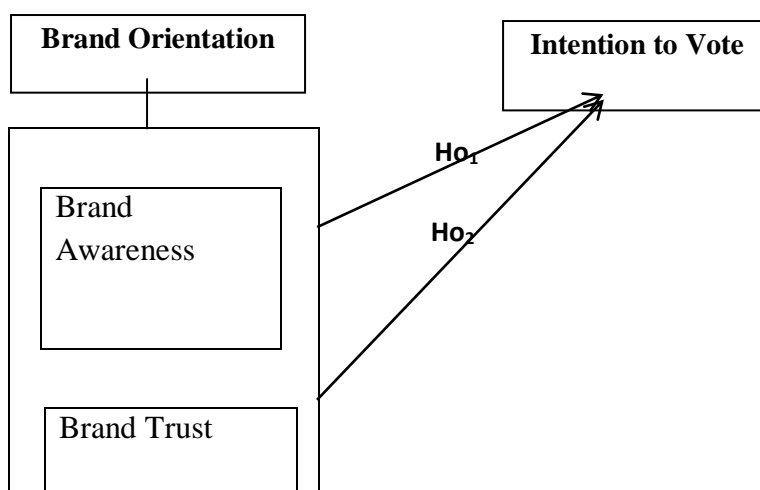 Brand Orientation
Intention to Vote
Ho₁
Brand
Awareness
Ho₂
Brand Trust